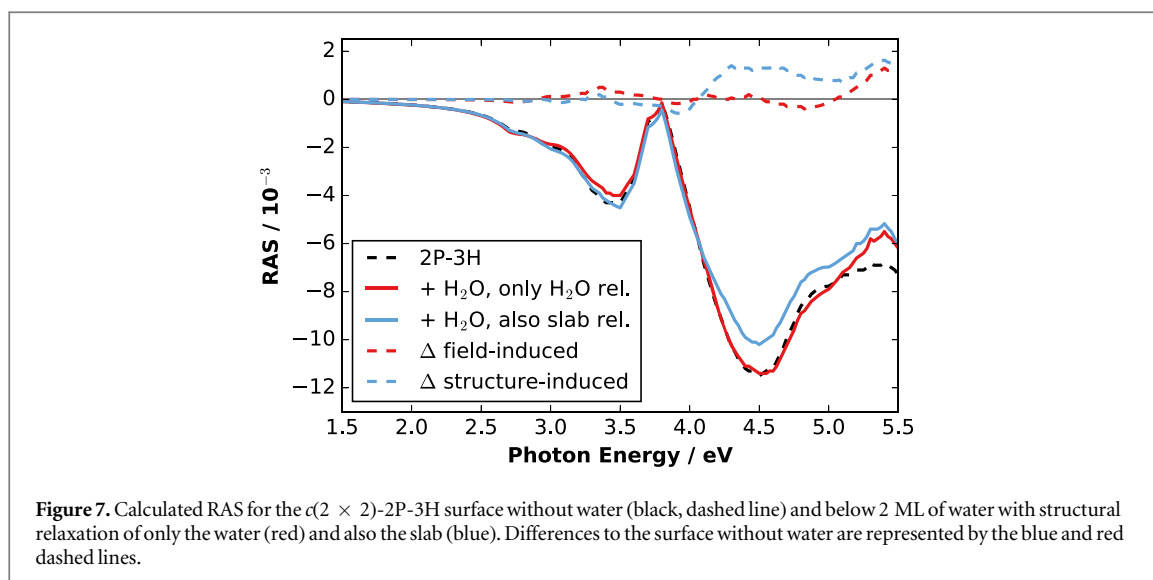 2
0
−2
−4
−6
−8
−10
−12
RAS / 10⁻³
2P-3H
+ H₂O, only H₂O rel.
+ H₂O, also slab rel.
Δ field-induced
Δ structure-induced
1.5 2.0 2.5 3.0 3.5 4.0 4.5 5.0 5.5
Photon Energy / eV
Figure 7. Calculated RAS for the c(2 × 2)-2P-3H surface without water (black, dashed line) and below 2 ML of water with structural
relaxation of only the water (red) and also the slab (blue). Differences to the surface without water are represented by the blue and red
dashed lines.